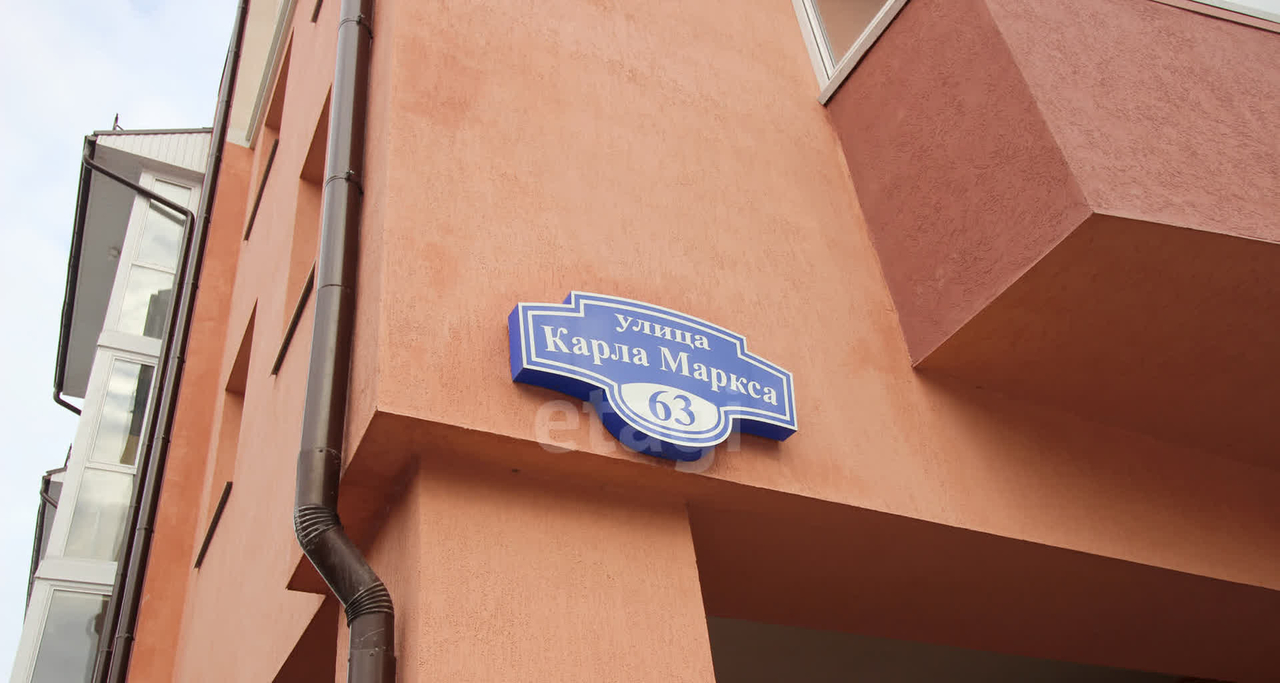 улица
Карла Маркса
63
etagi